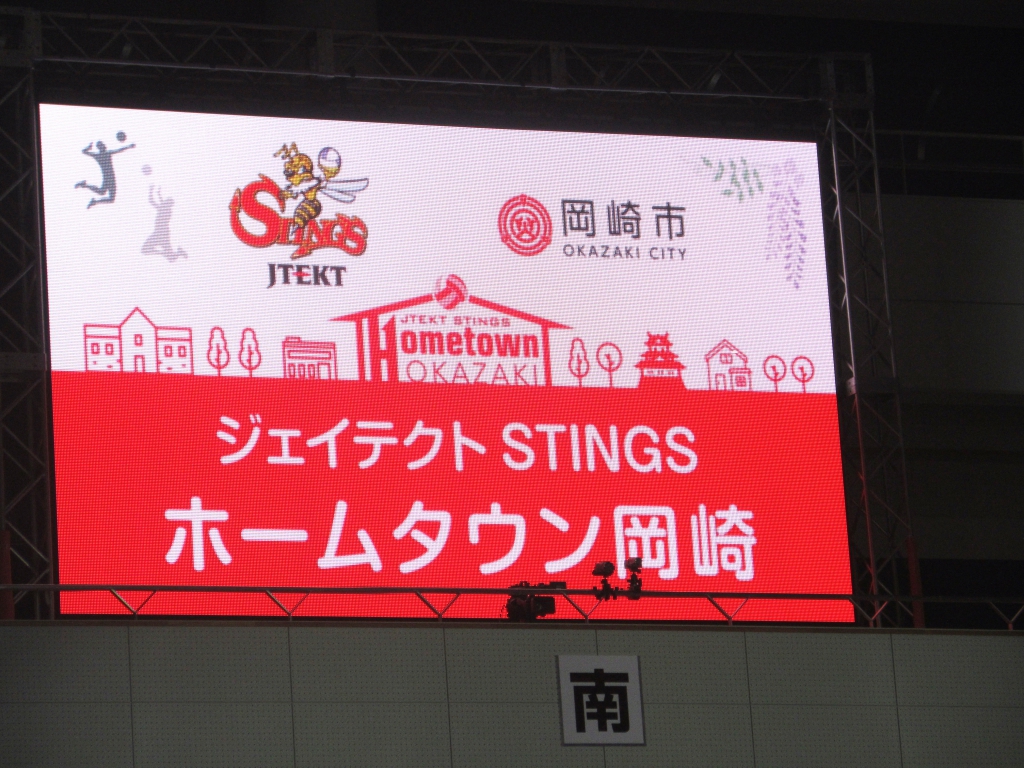 STINGS
JTEKT
岡崎市
OKAZAKI CITY
JTEKT STINGS
Hometown
OKAZAKI
ジェイテクト STINGS
ホームタウン岡崎
南